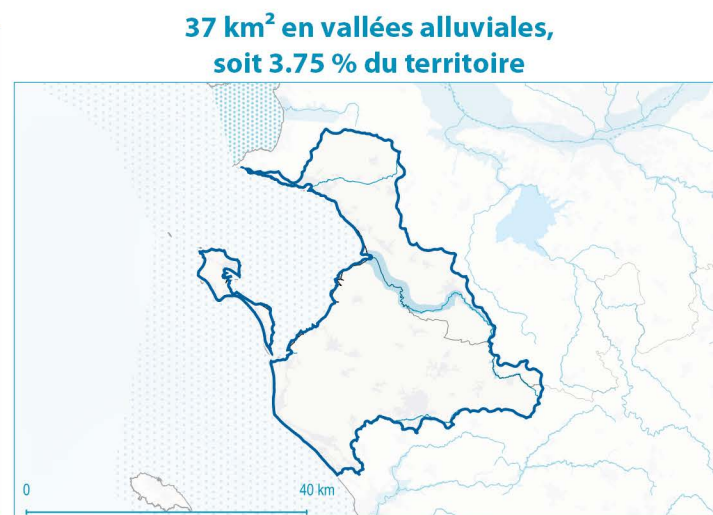 37 km² en vallées alluviales,
soit 3.75 % du territoire
0
40 km